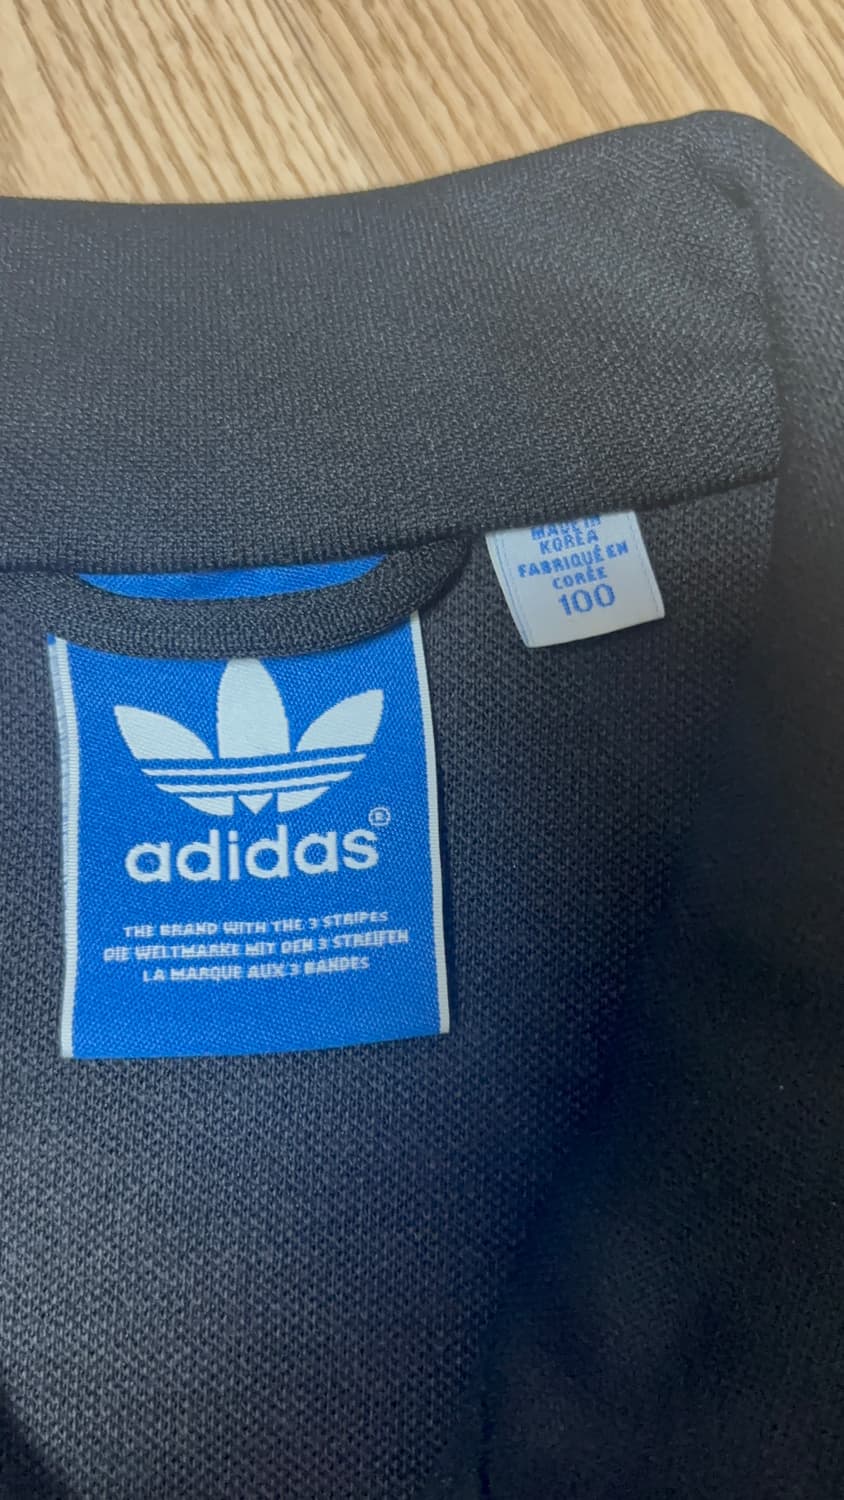 MADE IN
KOREA
FABRIQUÉ EN
CORÉE
100
adidas®
THE BRAND WITH THE 3 STRIPES
DIE WELTMARKE MIT DEN 3 STREIFEN
LA MARQUE AUX 3 BANDES